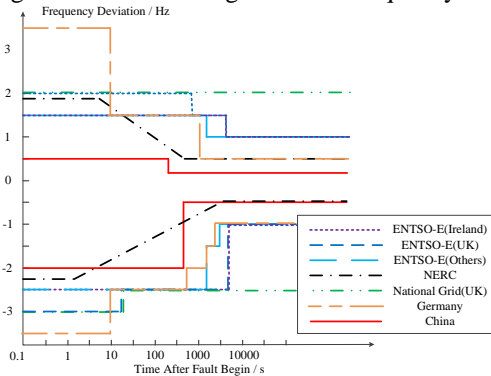 Frequency Deviation / Hz
3
2
1
0
-1
-2
-3
0.1 1 10 100 1000 10000
Time After Fault Begin / s
ENTSO-E(Ireland)
ENTSO-E(UK)
ENTSO-E(Others)
NERC
National Grid(UK)
Germany
China